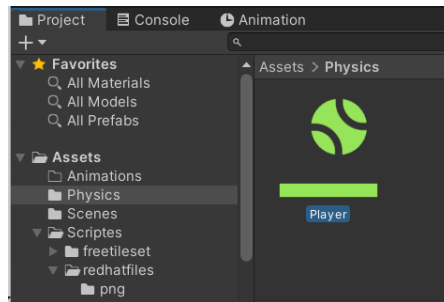 Project Console Animation
Favorites Assets > Physics
All Materials
All Models
All Prefabs
Assets
Animations
Physics
Player
Scenes
Scriptes
freetileset
redhatfiles
png